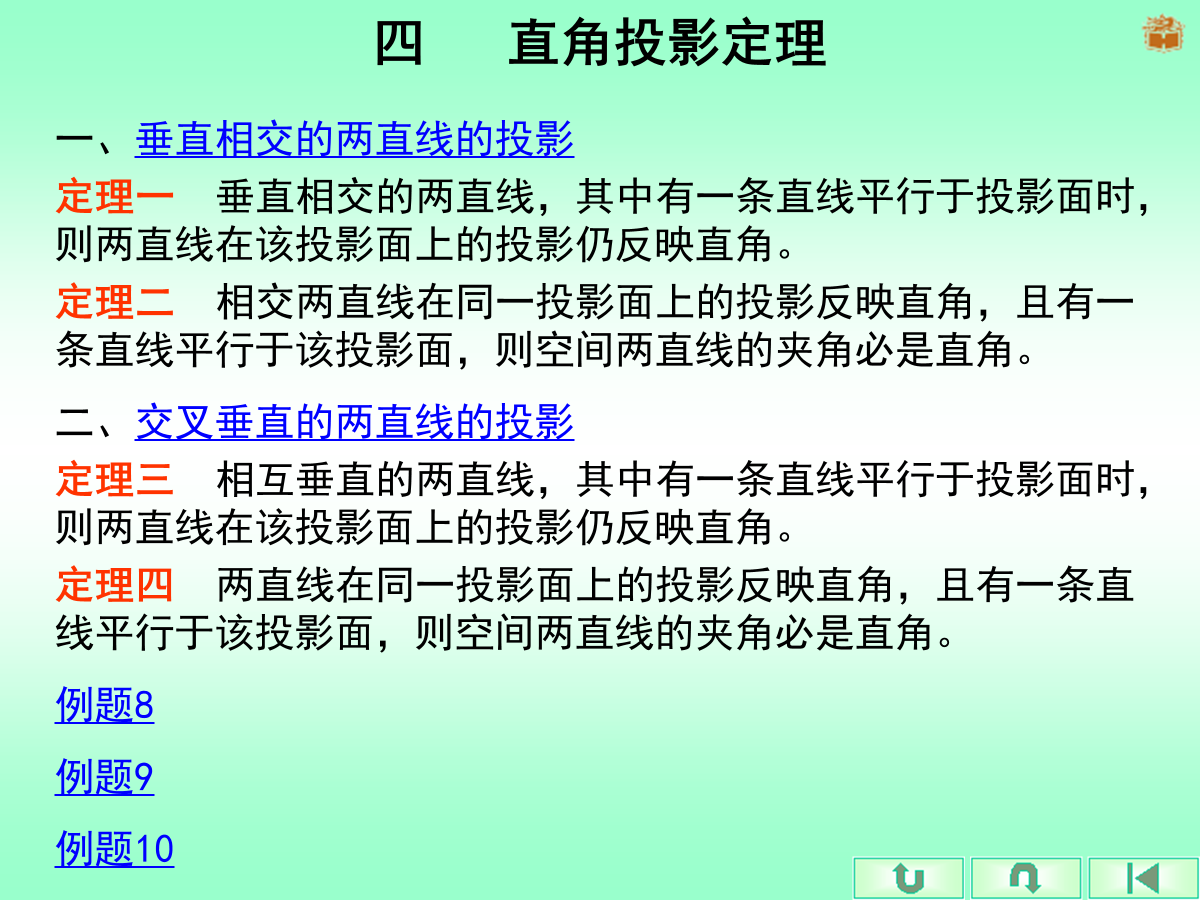 四 直角投影定理
一、垂直相交的两直线的投影
定理一 垂直相交的两直线，其中有一条直线平行于投影面时，
则两直线在该投影面上的投影仍反映直角。
定理二 相交两直线在同一投影面上的投影反映直角，且有一
条直线平行于该投影面，则空间两直线的夹角必是直角。
二、交叉垂直的两直线的投影
定理三 相互垂直的两直线，其中有一条直线平行于投影面时，
则两直线在该投影面上的投影仍反映直角。
定理四 两直线在同一投影面上的投影反映直角，且有一条直
线平行于该投影面，则空间两直线的夹角必是直角。
例题8
例题9
例题10